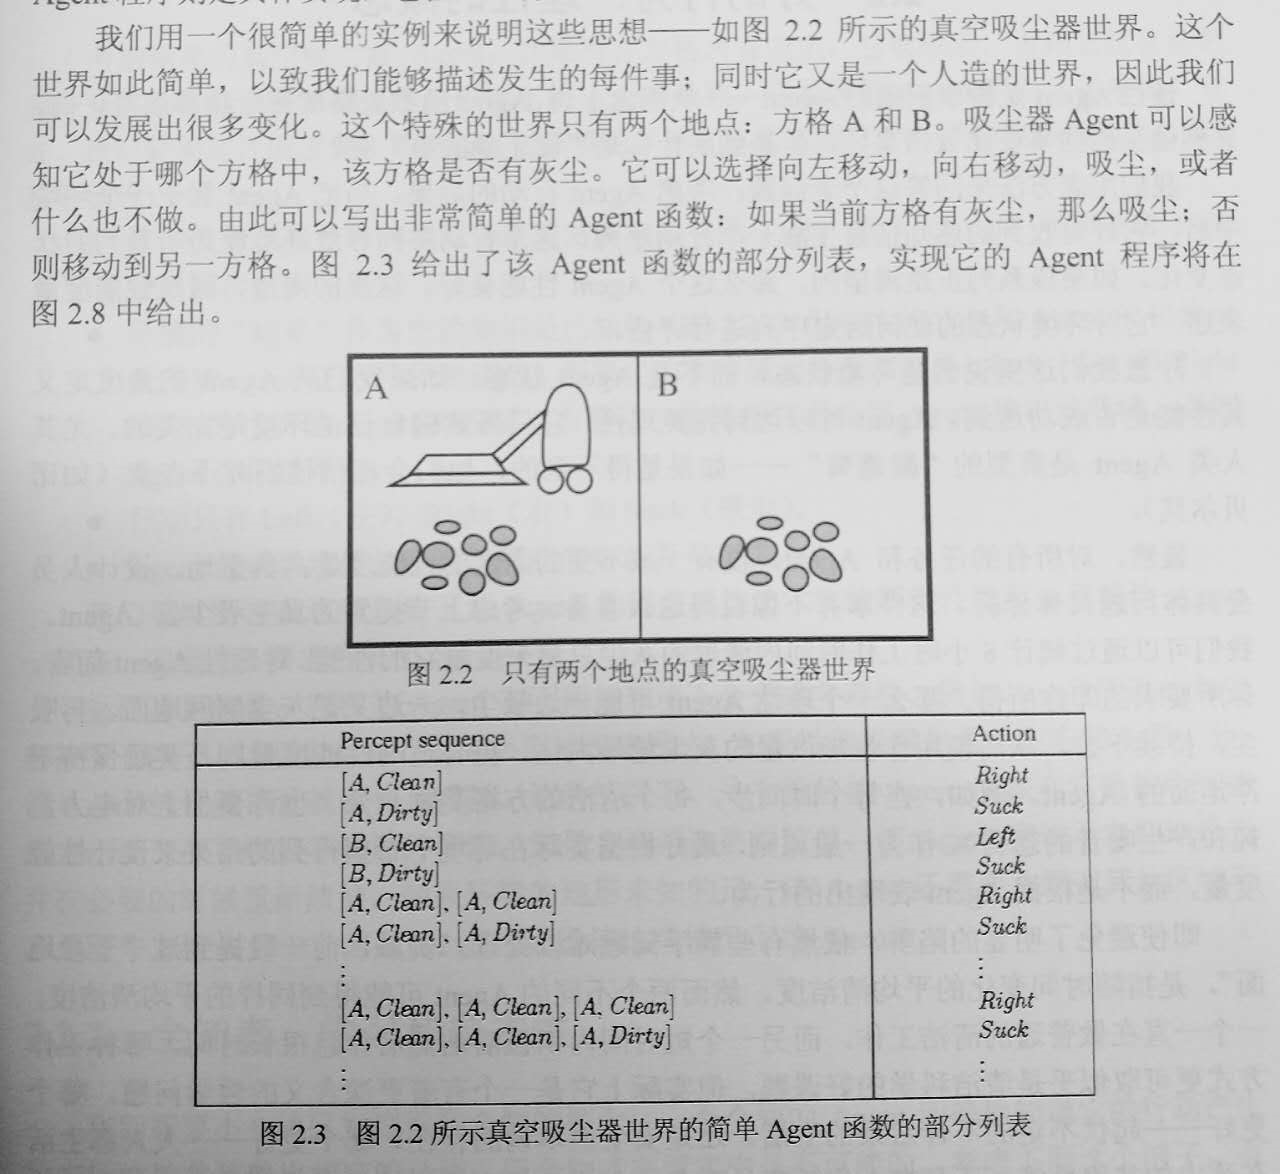 我们用一个很简单的实例来说明这些思想——如图 2.2 所示的真空吸尘器世界。这个
世界如此简单，以致我们能够描述发生的每件事；同时它又是一个人造的世界，因此我们
可以发展出很多变化。这个特殊的世界只有两个地点：方格 A 和 B。吸尘器 Agent 可以感
知它处于哪个方格中，该方格是否有灰尘。它可以选择向左移动，向右移动，吸尘，或者
什么也不做。由此可以写出非常简单的 Agent 函数：如果当前方格有灰尘，那么吸尘；否
则移动到另一方格。图 2.3 给出了该 Agent 函数的部分列表，实现它的 Agent 程序将在
图 2.8 中给出。
A
B
图 2.2 只有两个地点的真空吸尘器世界
Percept sequence Action
[A, Clean] Right
[A, Dirty] Suck
[B, Clean] Left
[B, Dirty] Suck
[A, Clean], [A, Clean] Right
[A, Clean], [A, Dirty] Suck
⋮ ⋮
[A, Clean], [A, Clean], [A, Clean] Right
[A, Clean], [A, Clean], [A, Dirty] Suck
⋮ ⋮
图 2.3 图 2.2 所示真空吸尘器世界的简单 Agent 函数的部分列表